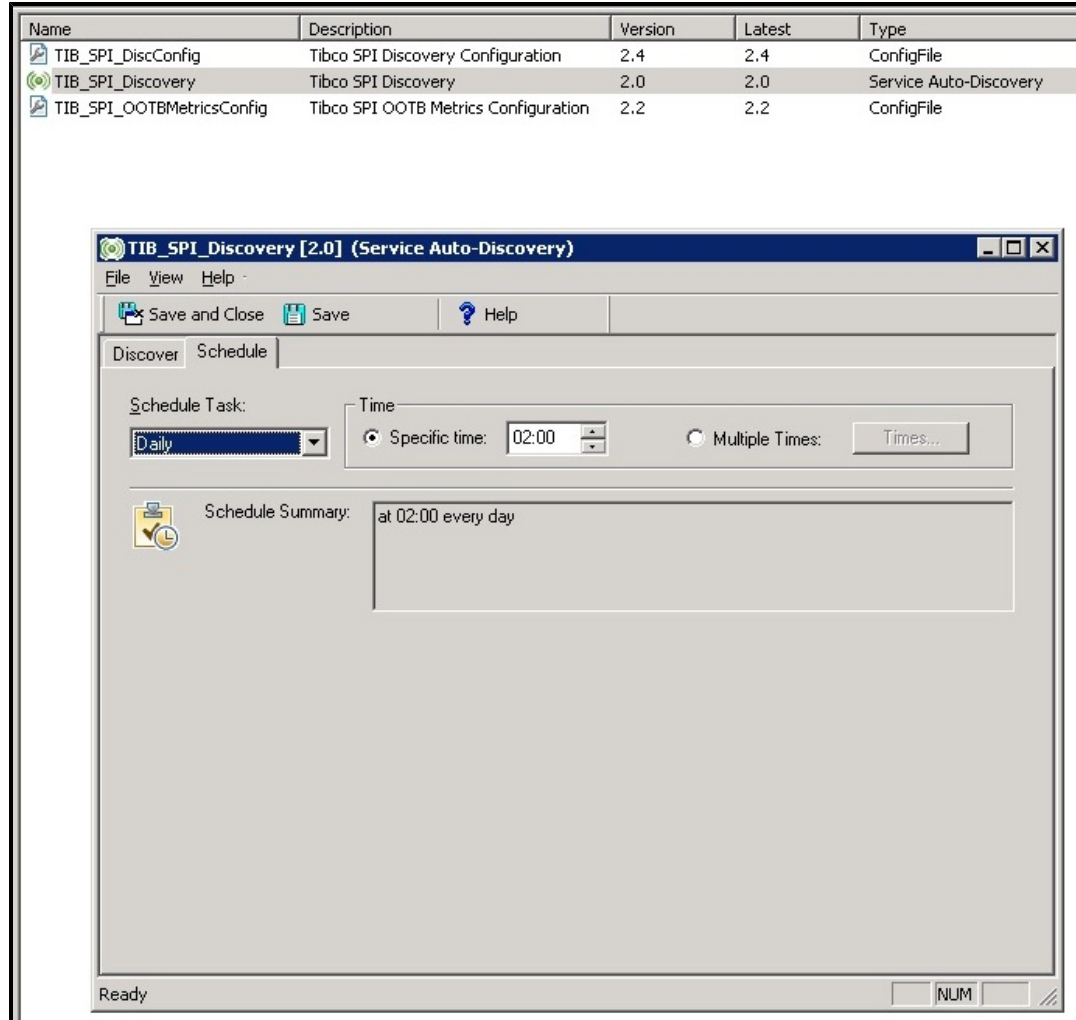 Name Description Version Latest Type
TIB_SPI_DiscConfig Tibco SPI Discovery Configuration 2.4 2.4 ConfigFile
TIB_SPI_Discovery Tibco SPI Discovery 2.0 2.0 Service Auto-Discovery
TIB_SPI_OOTBMetricsConfig Tibco SPI OOTB Metrics Configuration 2.2 2.2 ConfigFile
TIB_SPI_Discovery [2.0] (Service Auto-Discovery)
File View Help
Save and Close Save Help
Discover Schedule
Schedule Task: Time
Daily Specific time: 02:00 Multiple Times: Times...
Schedule Summary: at 02:00 every day
Ready NUM